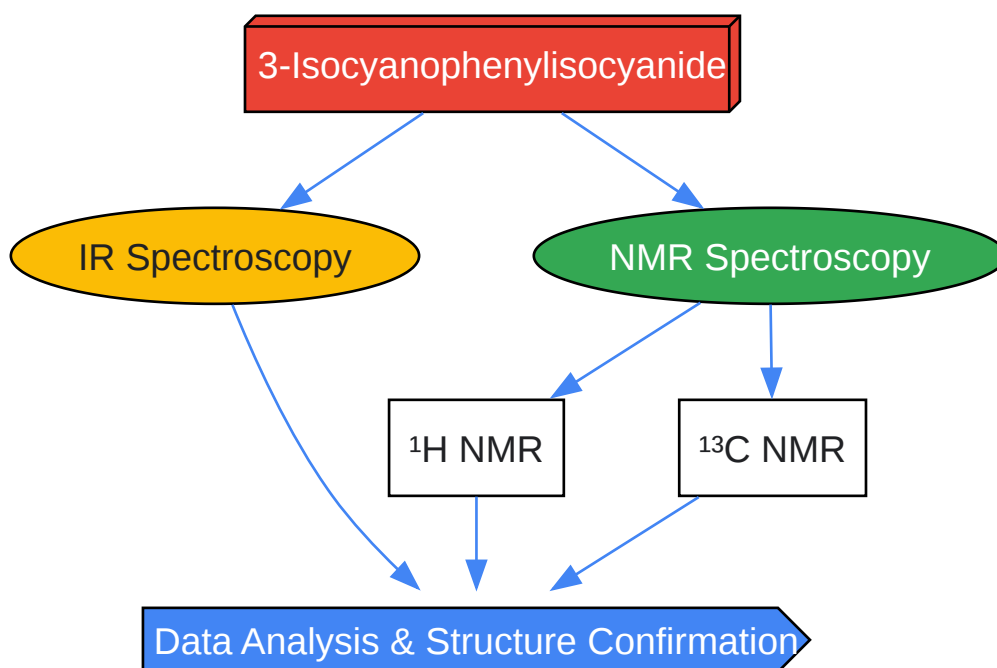 3-Isocyanophenylisocyanide
IR Spectroscopy
NMR Spectroscopy
¹H NMR
¹³C NMR
Data Analysis & Structure Confirmation